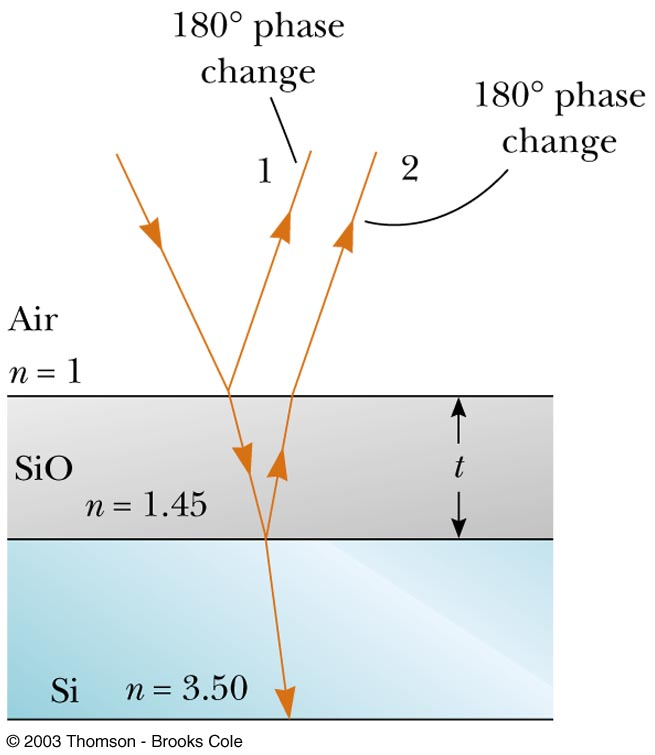 180° phase
change
180° phase
change
1
2
Air
n = 1
SiO
t
n = 1.45
Si n = 3.50
© 2003 Thomson - Brooks Cole